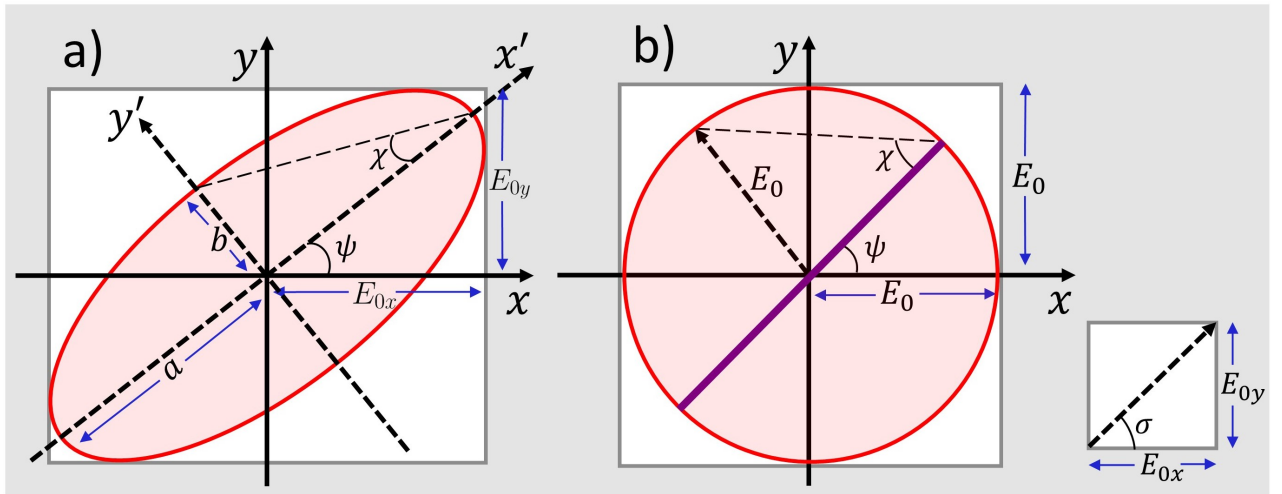 a)
y
x′
y′
χ
E₀y
b
ψ
E₀x
x
a
b)
y
χ
E₀
E₀
ψ
E₀
x
E₀y
σ
E₀x